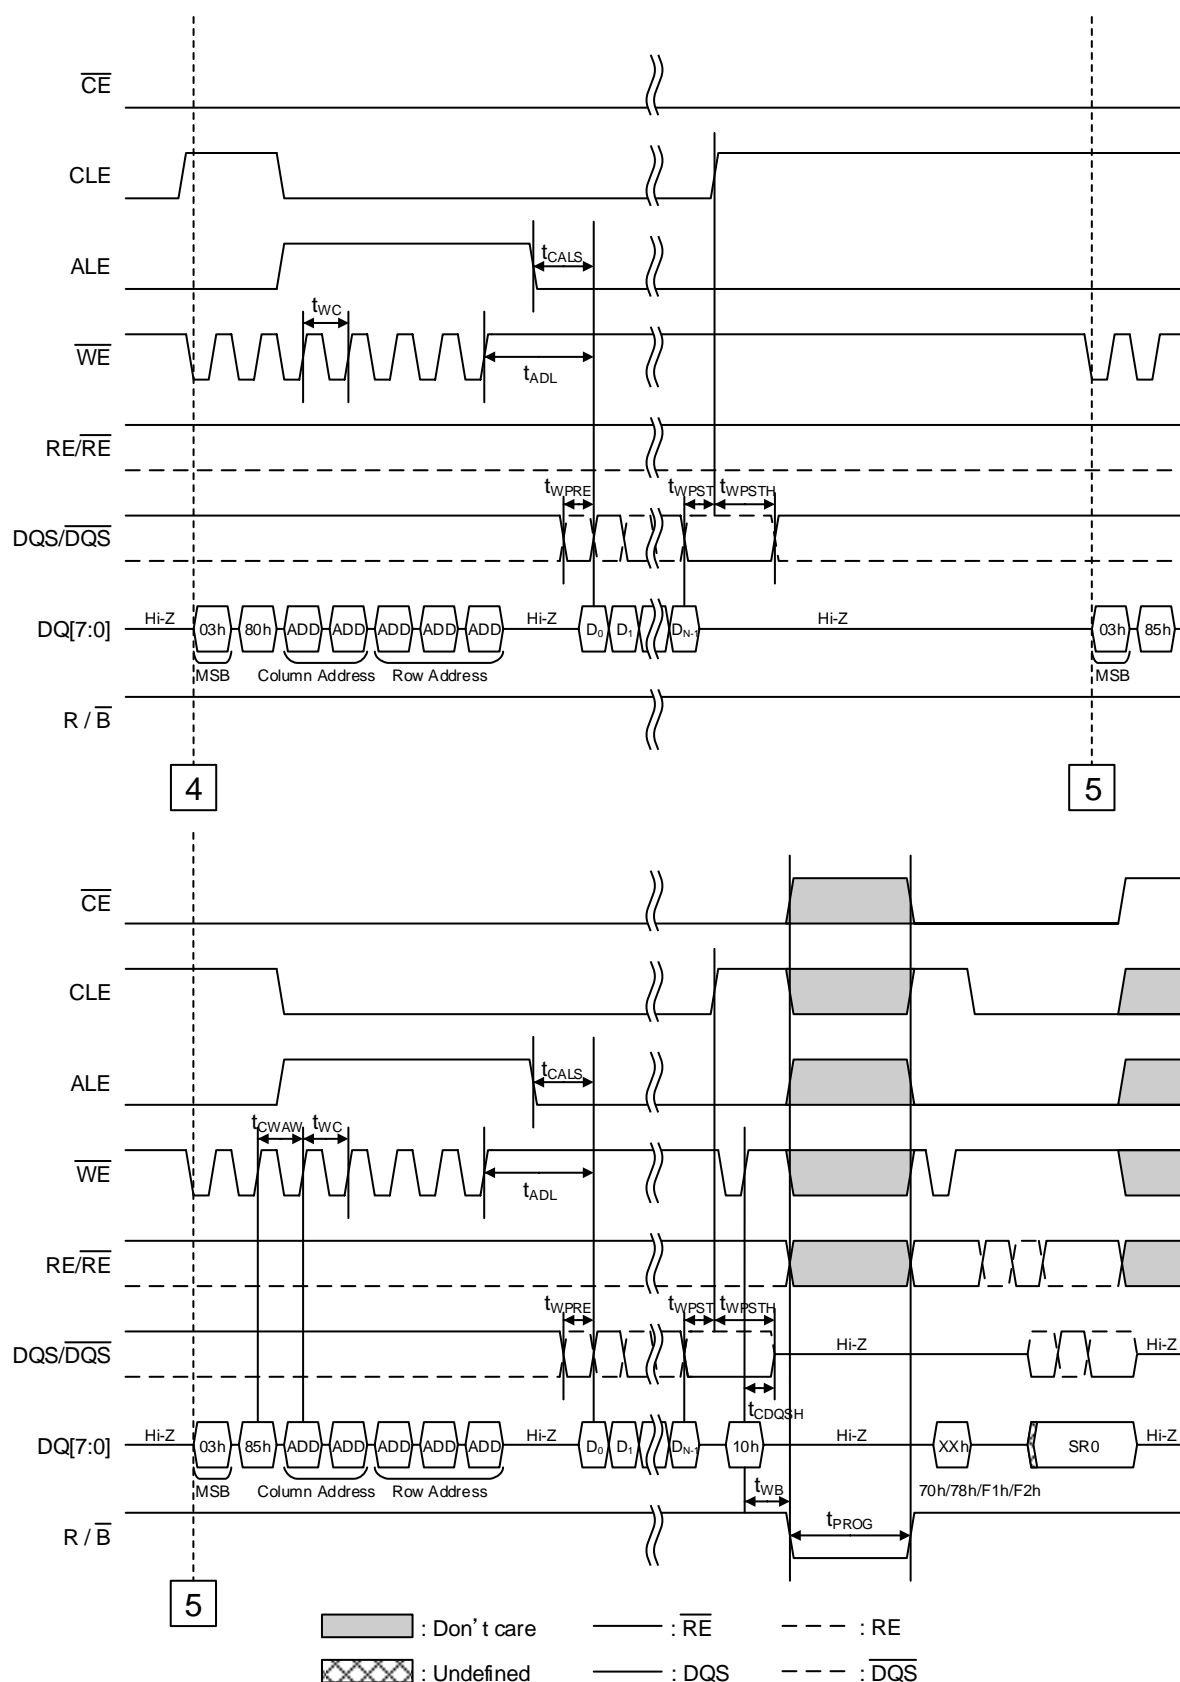 CE
CLE
ALE
tCALS
tWC
WE
tADL
RE/RE
tWPRE
tWPST
tWPSTH
DQS/DQS
DQ[7:0]
Hi-Z 03h 80h ADD ADD ADD ADD ADD Hi-Z D0 D1 DN-1 Hi-Z 03h 85h
MSB Column Address Row Address MSB
R / B
4 5
CE
CLE
ALE
tCALS
tCWAW tWC
WE
tADL
RE/RE
tWPRE tWPST tWPSTH
DQS/DQS
Hi-Z Hi-Z
tCDQSH
DQ[7:0]
Hi-Z 03h 85h ADD ADD ADD ADD ADD Hi-Z D0 D1 DN-1 10h Hi-Z XXh SR0 Hi-Z
MSB Column Address Row Address
tWB
70h/78h/F1h/F2h
R / B
tPROG
5
: Don't care : RE : RE
: Undefined : DQS : DQS